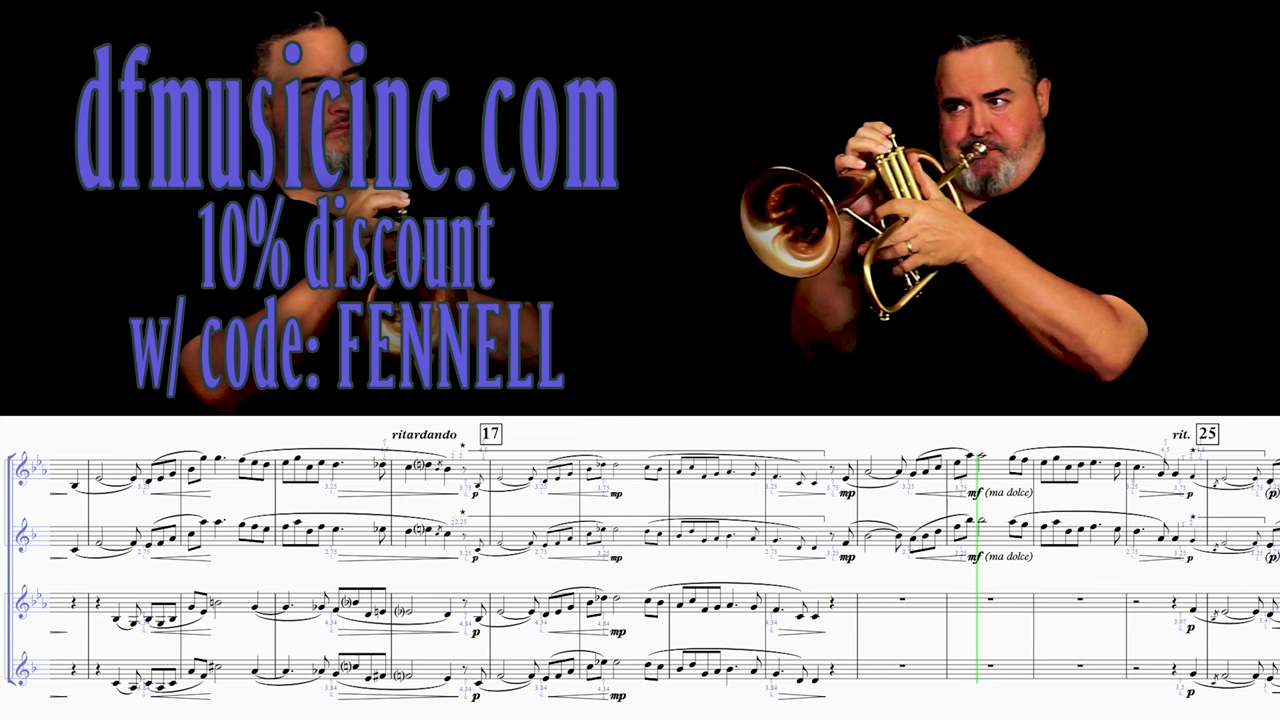 dfmusicinc.com
10% discount
w/ code: FENNELL
ritardando 17 rit. 25
p mp mp mf (ma dolce) p (p)
p mp mp mf (ma dolce) p (p)
p mp p
p mp p